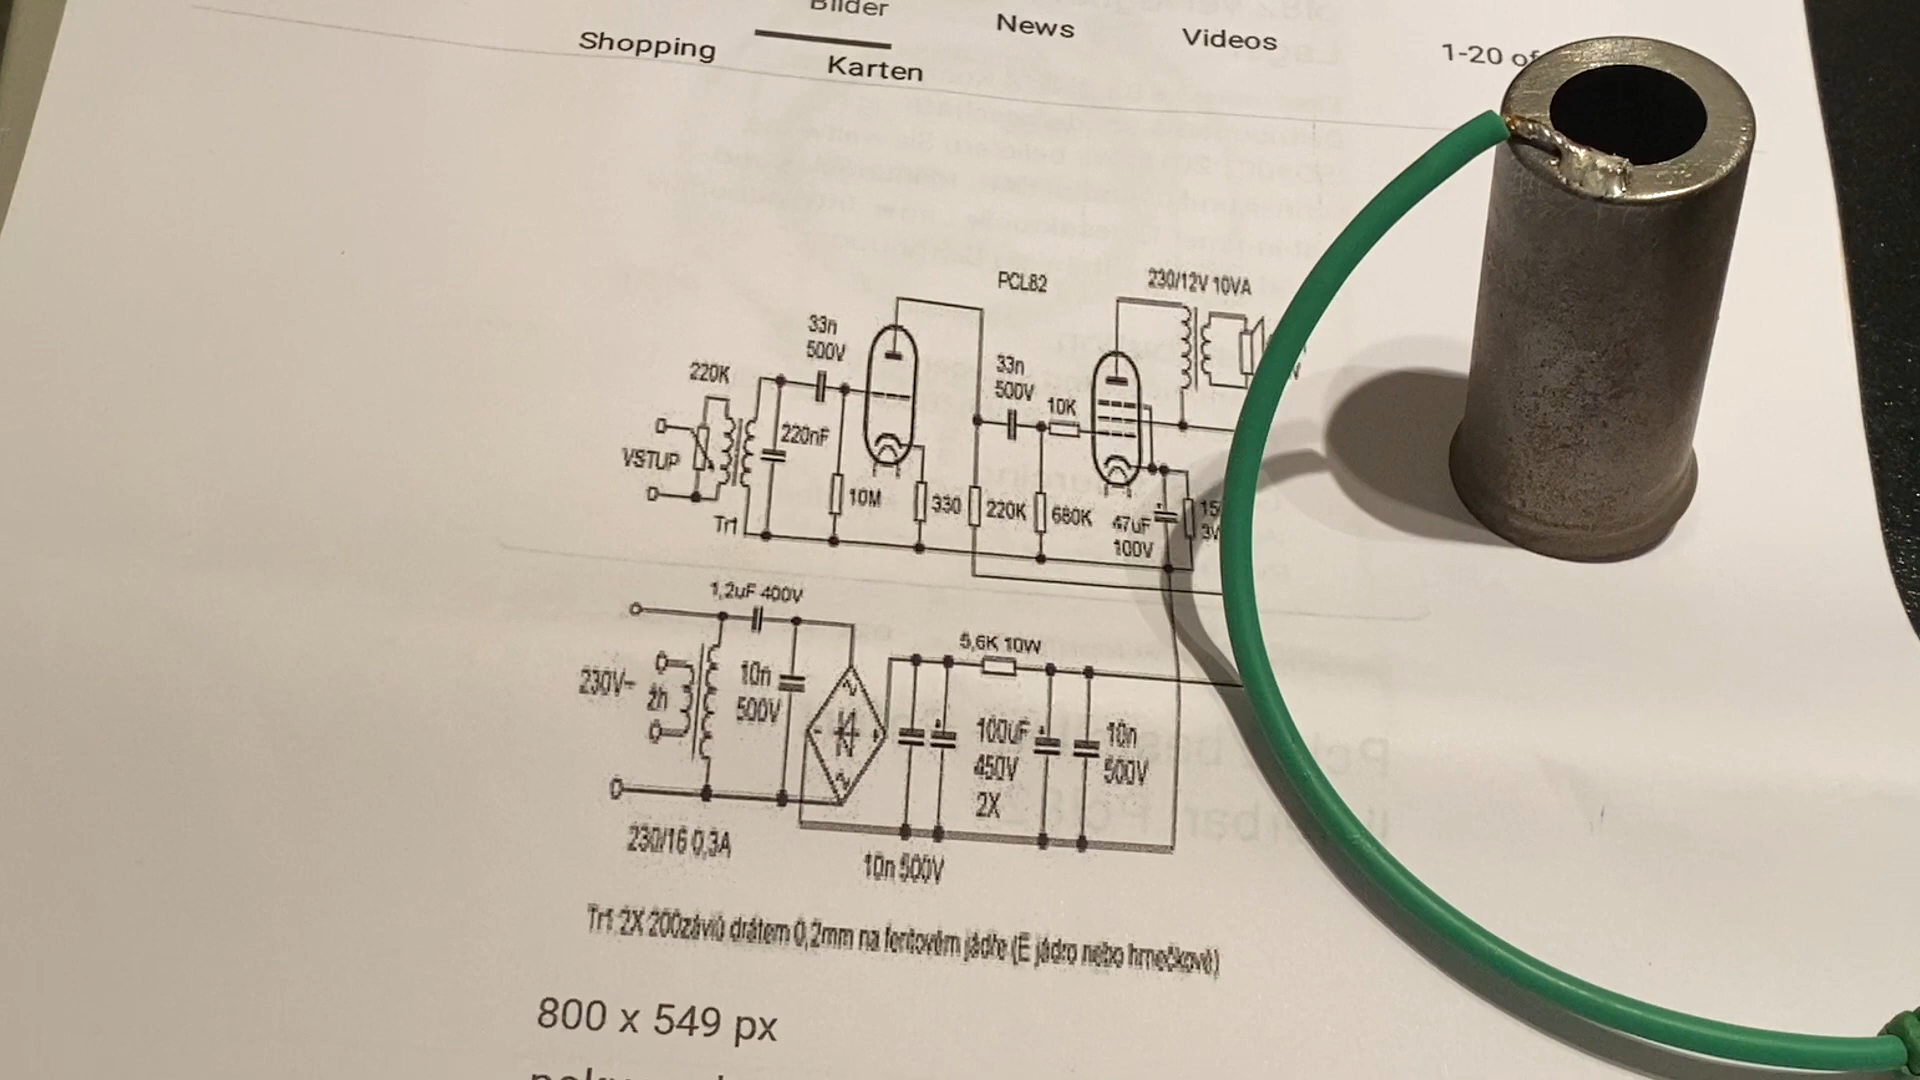 Bilder
News
Videos
Shopping
Karten
1-20 of
PCL82
230/12V 10VA
33n
500V
33n
500V
220K
10K
220nF
VSTUP
10M
330
220K
680K
47uF
100V
Tr1
1,2uF 400V
5,6K 10W
230V~
žh
10n
500V
100uF
450V
2X
10n
500V
230/16 0,3A
10n 500V
Tr1 2X 200závitů drátem 0,2mm na feritovém jádře (E jádro nebo hrnečkové)
800 x 549 px